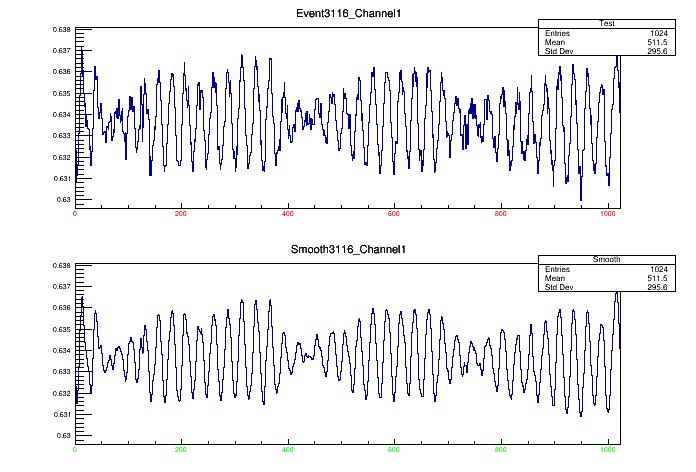 Event3116_Channel1
Test
Entries 1024
Mean 511.5
Std Dev 295.6
0.638
0.637
0.636
0.635
0.634
0.633
0.632
0.631
0.63
0 200 400 600 800 1000
Smooth3116_Channel1
Smooth
Entries 1024
Mean 511.5
Std Dev 295.6
0.638
0.637
0.636
0.635
0.634
0.633
0.632
0.631
0.63
0 200 400 600 800 1000